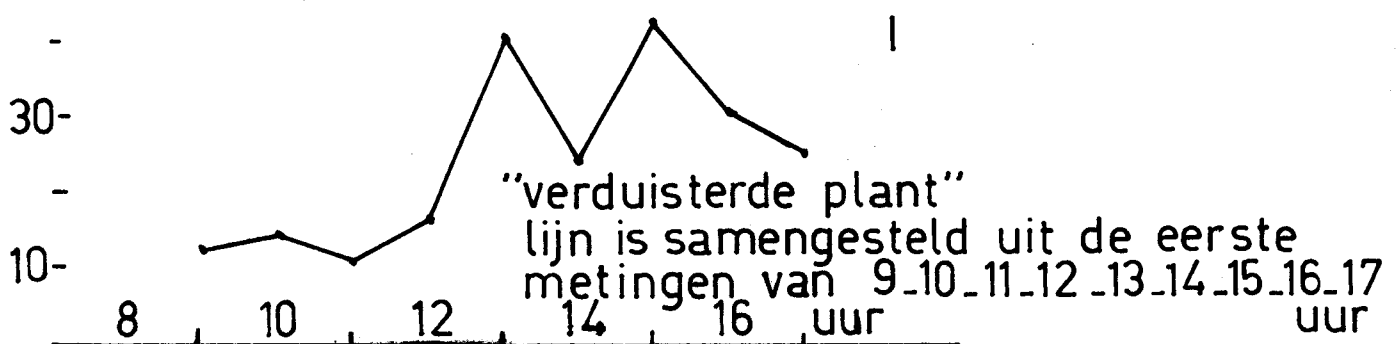 30-
10-
"verduisterde plant"
lijn is samengesteld uit de eerste
metingen van 9-10-11-12-13-14-15-16-17
uur
8 10 12 14 16 uur